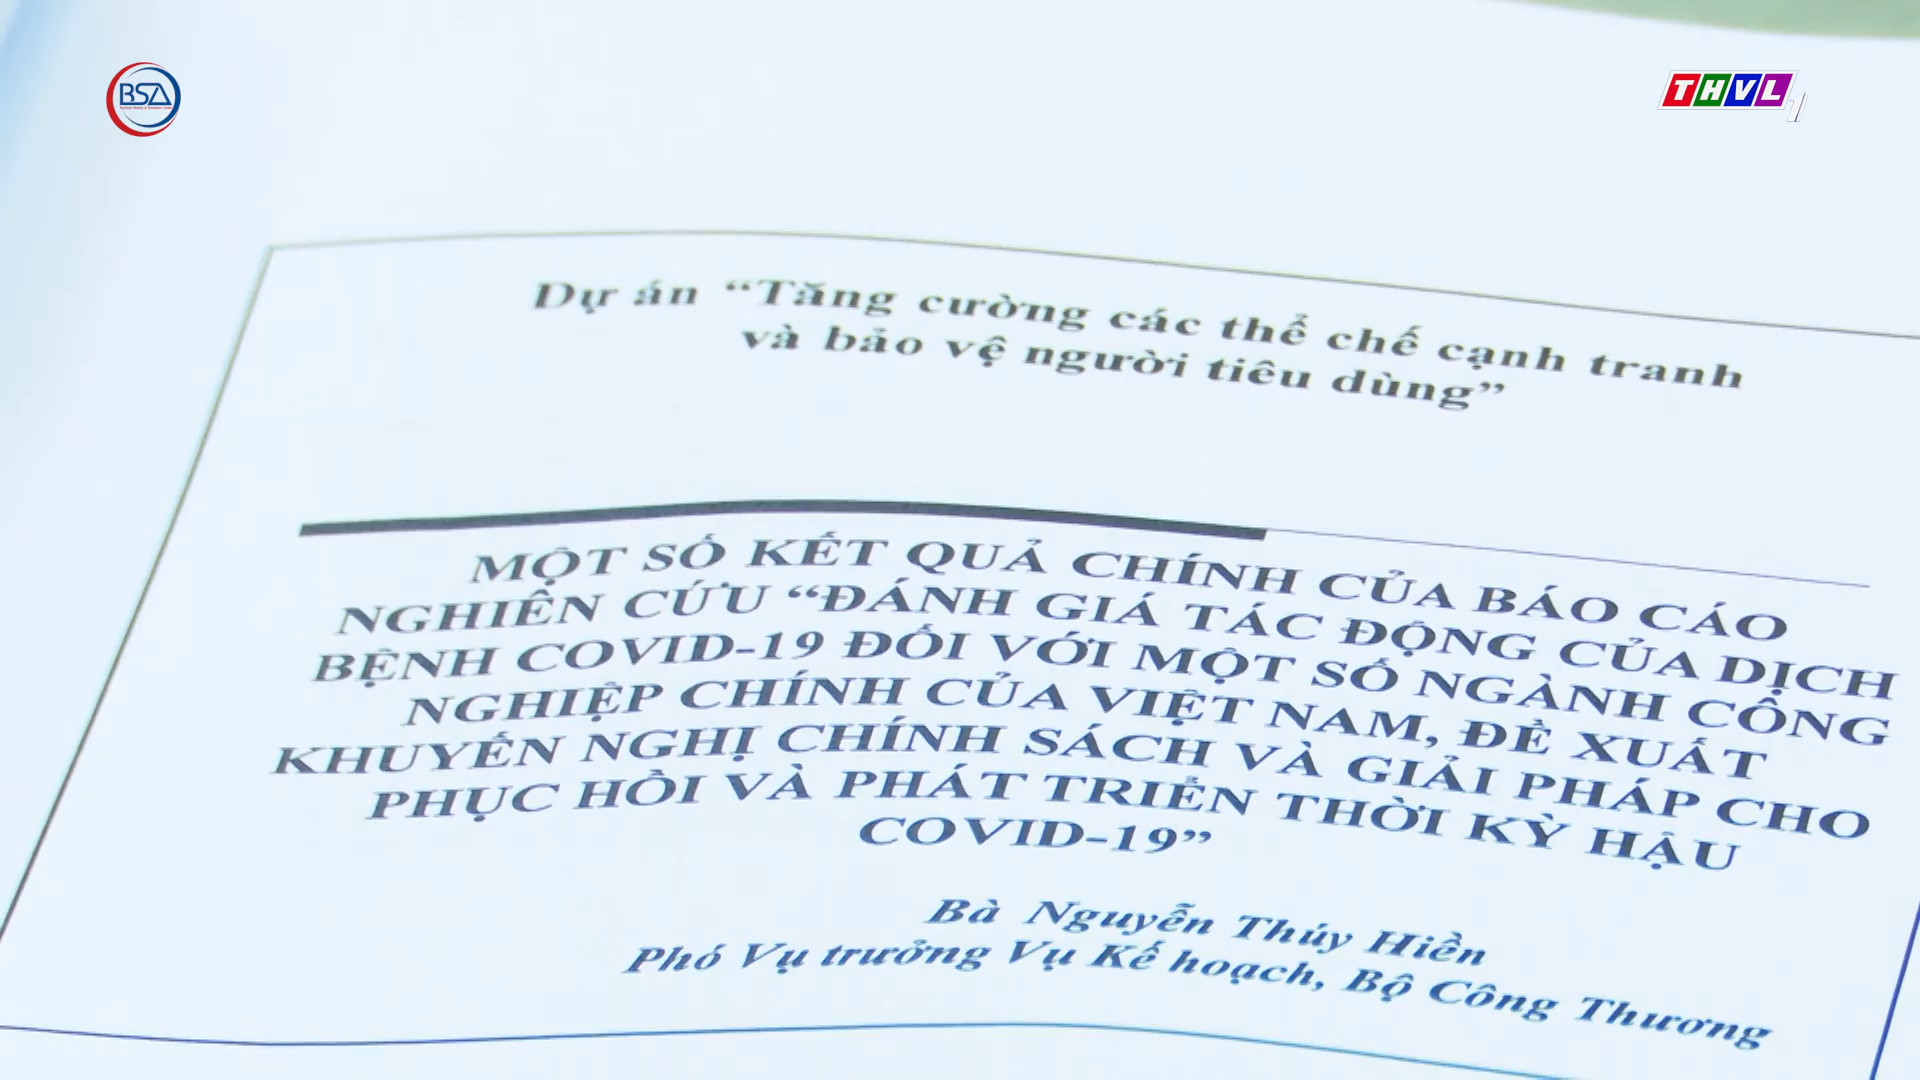 BSA
THVL1
Dự án “Tăng cường các thể chế cạnh tranh
và bảo vệ người tiêu dùng”
MỘT SỐ KẾT QUẢ CHÍNH CỦA BÁO CÁO
NGHIÊN CỨU “ĐÁNH GIÁ TÁC ĐỘNG CỦA DỊCH
BỆNH COVID-19 ĐỐI VỚI MỘT SỐ NGÀNH CÔNG
NGHIỆP CHÍNH CỦA VIỆT NAM, ĐỀ XUẤT
KHUYẾN NGHỊ CHÍNH SÁCH VÀ GIẢI PHÁP CHO
PHỤC HỒI VÀ PHÁT TRIỂN THỜI KỲ HẬU
COVID-19”
Bà Nguyễn Thúy Hiền
Phó Vụ trưởng Vụ Kế hoạch, Bộ Công Thương